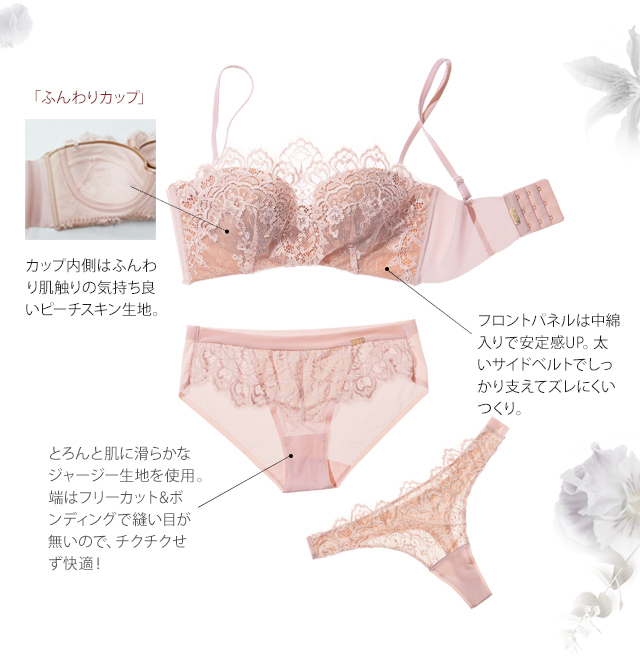 「ふんわりカップ」
カップ内側はふんわ
り肌触りの気持ち良
いピーチスキン生地。
フロントパネルは中綿
入りで安定感UP。太
いサイドベルトでしっ
かり支えてズレにくい
つくり。
とろんと肌に滑らかな
ジャージー生地を使用。
端はフリーカット&ボ
ンディングで縫い目が
無いので、チクチクせ
ず快適！